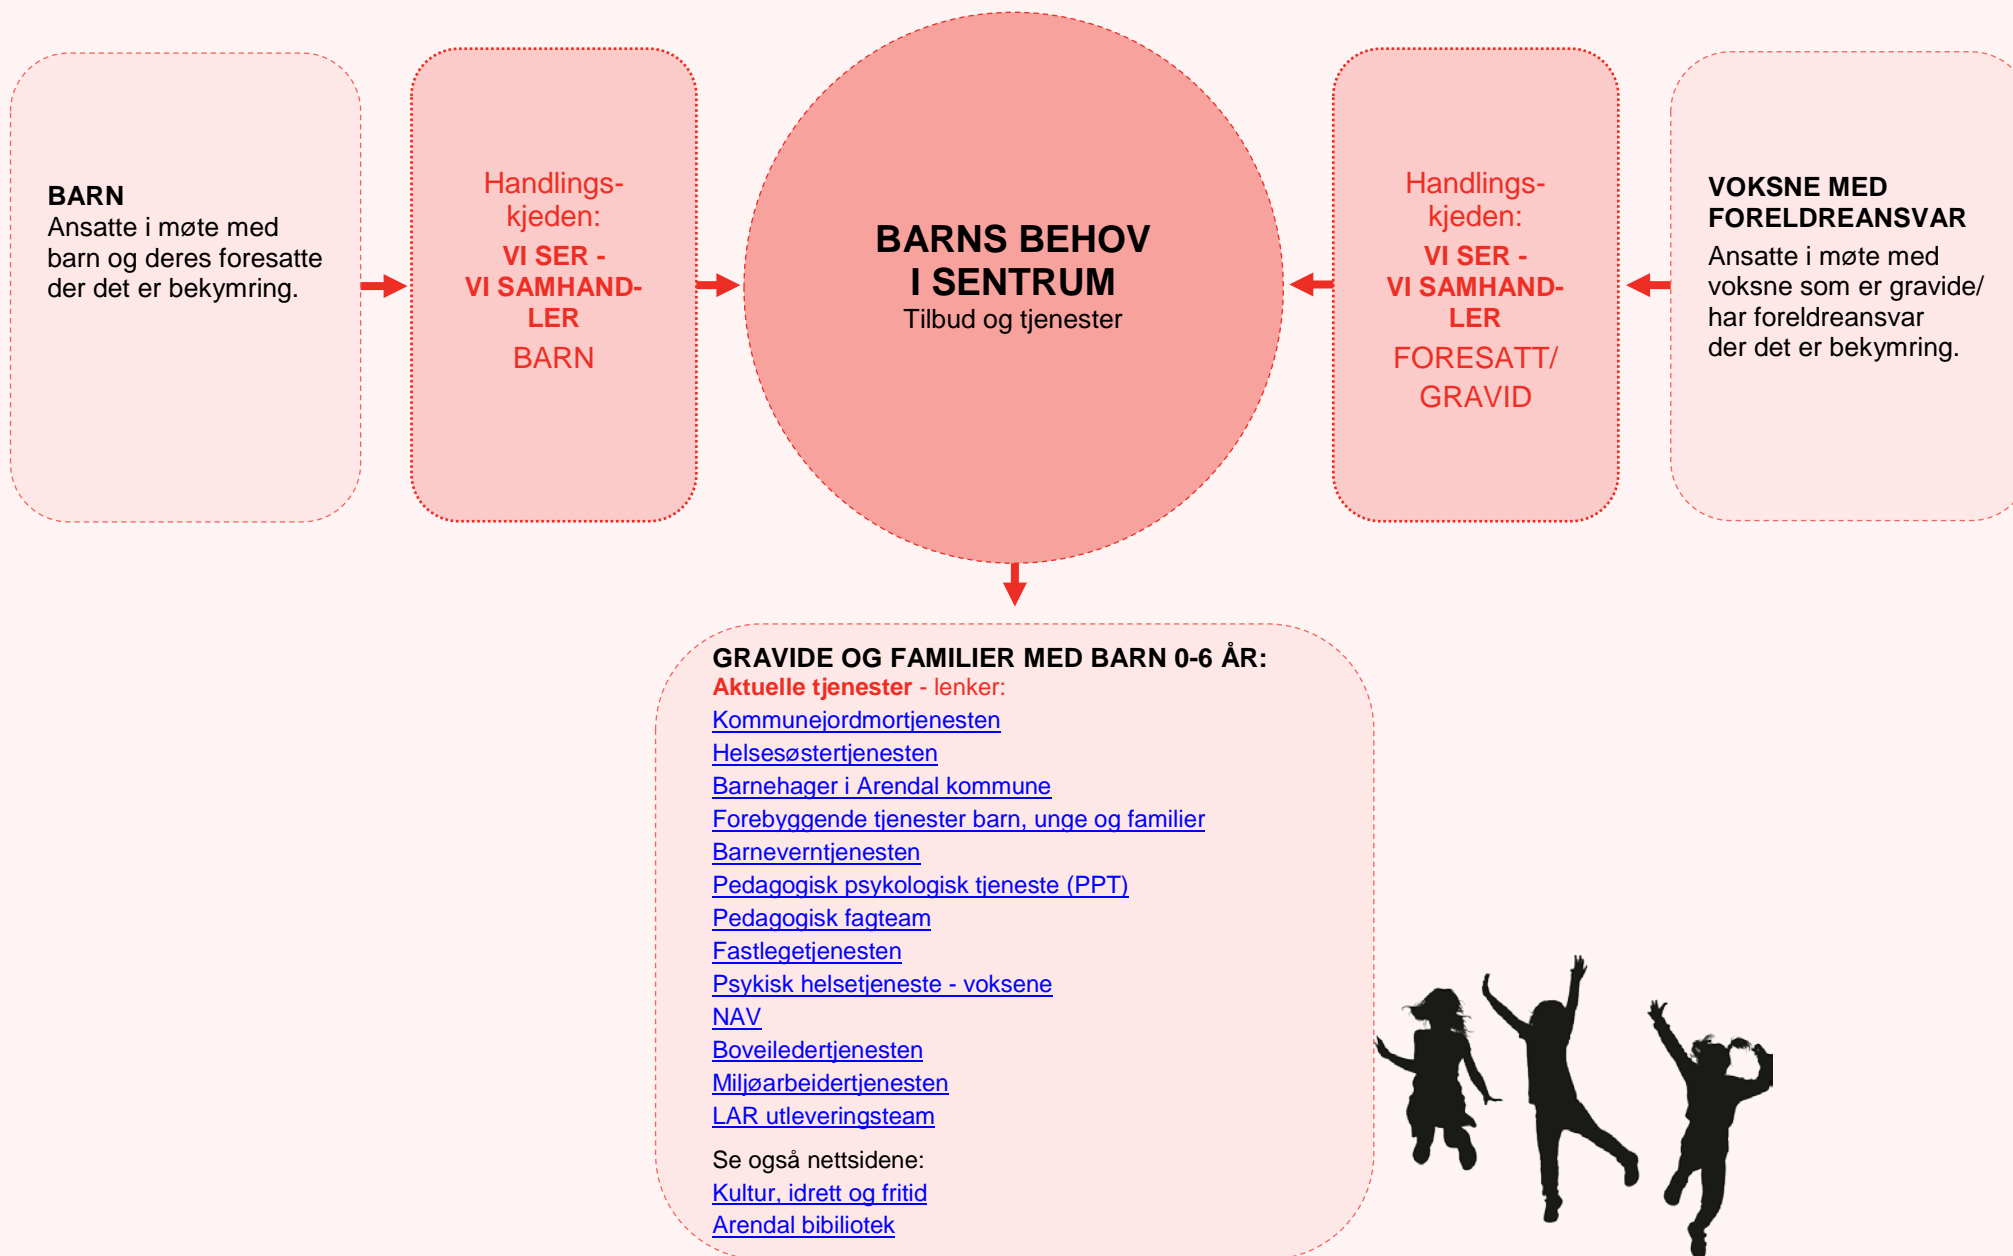 BARN
Ansatte i møte med
barn og deres foresatte
der det er bekymring.
Handlings-
kjeden:
VI SER -
VI SAMHAND-
LER
BARN
BARNS BEHOV
I SENTRUM
Tilbud og tjenester
Handlings-
kjeden:
VI SER -
VI SAMHAND-
LER
FORESATT/
GRAVID
VOKSNE MED
FORELDREANSVAR
Ansatte i møte med
voksne som er gravide/
har foreldreansvar
der det er bekymring.
GRAVIDE OG FAMILIER MED BARN 0-6 ÅR:
Aktuelle tjenester - lenker:
Kommunejordmortjenesten
Helsesøstertjenesten
Barnehager i Arendal kommune
Forebyggende tjenester barn, unge og familier
Barneverntjenesten
Pedagogisk psykologisk tjeneste (PPT)
Pedagogisk fagteam
Fastlegetjenesten
Psykisk helsetjeneste - voksene
NAV
Boveiledertjenesten
Miljøarbeidertjenesten
LAR utleveringsteam
Se også nettsidene:
Kultur, idrett og fritid
Arendal bibiliotek